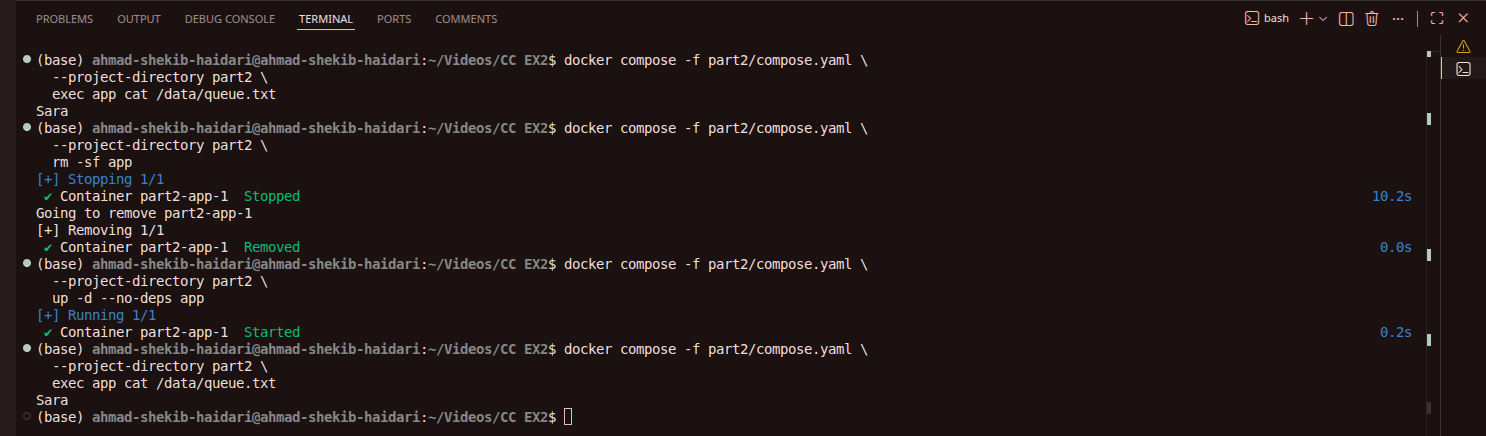 PROBLEMS OUTPUT DEBUG CONSOLE TERMINAL PORTS COMMENTS bash
(base) ahmad-shekib-haidari@ahmad-shekib-haidari:~/Videos/CC EX2$ docker compose -f part2/compose.yaml \
--project-directory part2 \
exec app cat /data/queue.txt
Sara
(base) ahmad-shekib-haidari@ahmad-shekib-haidari:~/Videos/CC EX2$ docker compose -f part2/compose.yaml \
--project-directory part2 \
rm -sf app
[+] Stopping 1/1
✔ Container part2-app-1 Stopped 10.2s
Going to remove part2-app-1
[+] Removing 1/1
✔ Container part2-app-1 Removed 0.0s
(base) ahmad-shekib-haidari@ahmad-shekib-haidari:~/Videos/CC EX2$ docker compose -f part2/compose.yaml \
--project-directory part2 \
up -d --no-deps app
[+] Running 1/1
✔ Container part2-app-1 Started 0.2s
(base) ahmad-shekib-haidari@ahmad-shekib-haidari:~/Videos/CC EX2$ docker compose -f part2/compose.yaml \
--project-directory part2 \
exec app cat /data/queue.txt
Sara
(base) ahmad-shekib-haidari@ahmad-shekib-haidari:~/Videos/CC EX2$